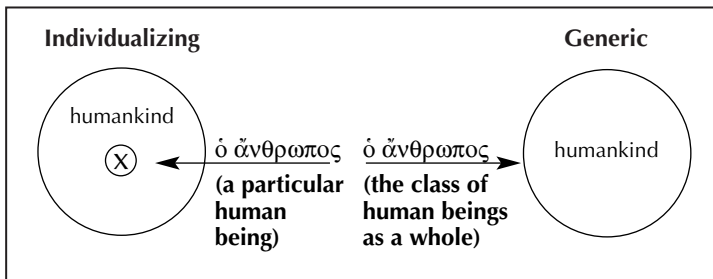 Individualizing
Generic
humankind
X
ὁ ἄνθρωπος
(a particular
human
being)
ὁ ἄνθρωπος
(the class of
human beings
as a whole)
humankind